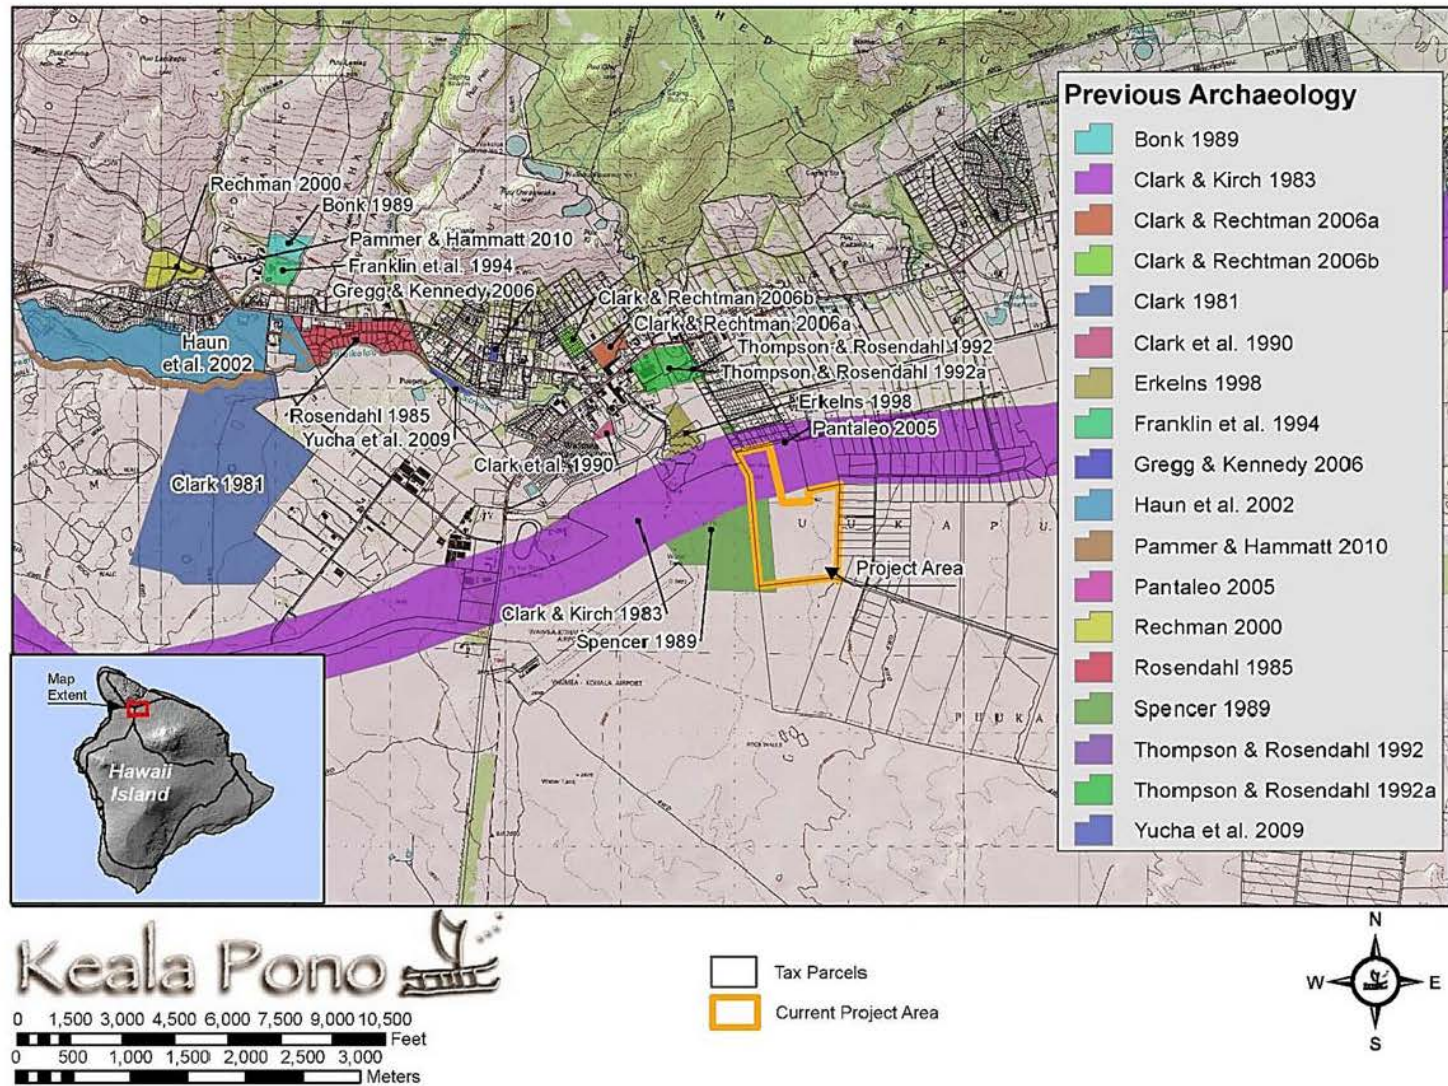 Previous Archaeology
Bonk 1989
Clark & Kirch 1983
Clark & Rechtman 2006a
Clark & Rechtman 2006b
Clark 1981
Clark et al. 1990
Erkelns 1998
Franklin et al. 1994
Gregg & Kennedy 2006
Haun et al. 2002
Pammer & Hammatt 2010
Pantaleo 2005
Rechman 2000
Rosendahl 1985
Spencer 1989
Thompson & Rosendahl 1992
Thompson & Rosendahl 1992a
Yucha et al. 2009
Rechman 2000
Bonk 1989
Pammer & Hammatt 2010
Franklin et al. 1994
Gregg & Kennedy 2006
Clark & Rechtman 2006b
Clark & Rechtman 2006a
Thompson & Rosendahl 1992
Thompson & Rosendahl 1992a
Haun
et al. 2002
Erkelns 1998
Rosendahl 1985
Pantaleo 2005
Yucha et al. 2009
Clark et al. 1990
Clark 1981
Project Area
Clark & Kirch 1983
Spencer 1989
WAIMEA - KOHALA AIRPORT
Map
Extent
Hawaii
Island
Keala Pono
0 1,500 3,000 4,500 6,000 7,500 9,000 10,500
Feet
0 500 1,000 1,500 2,000 2,500 3,000
Meters
Tax Parcels
Current Project Area
N
W E
S